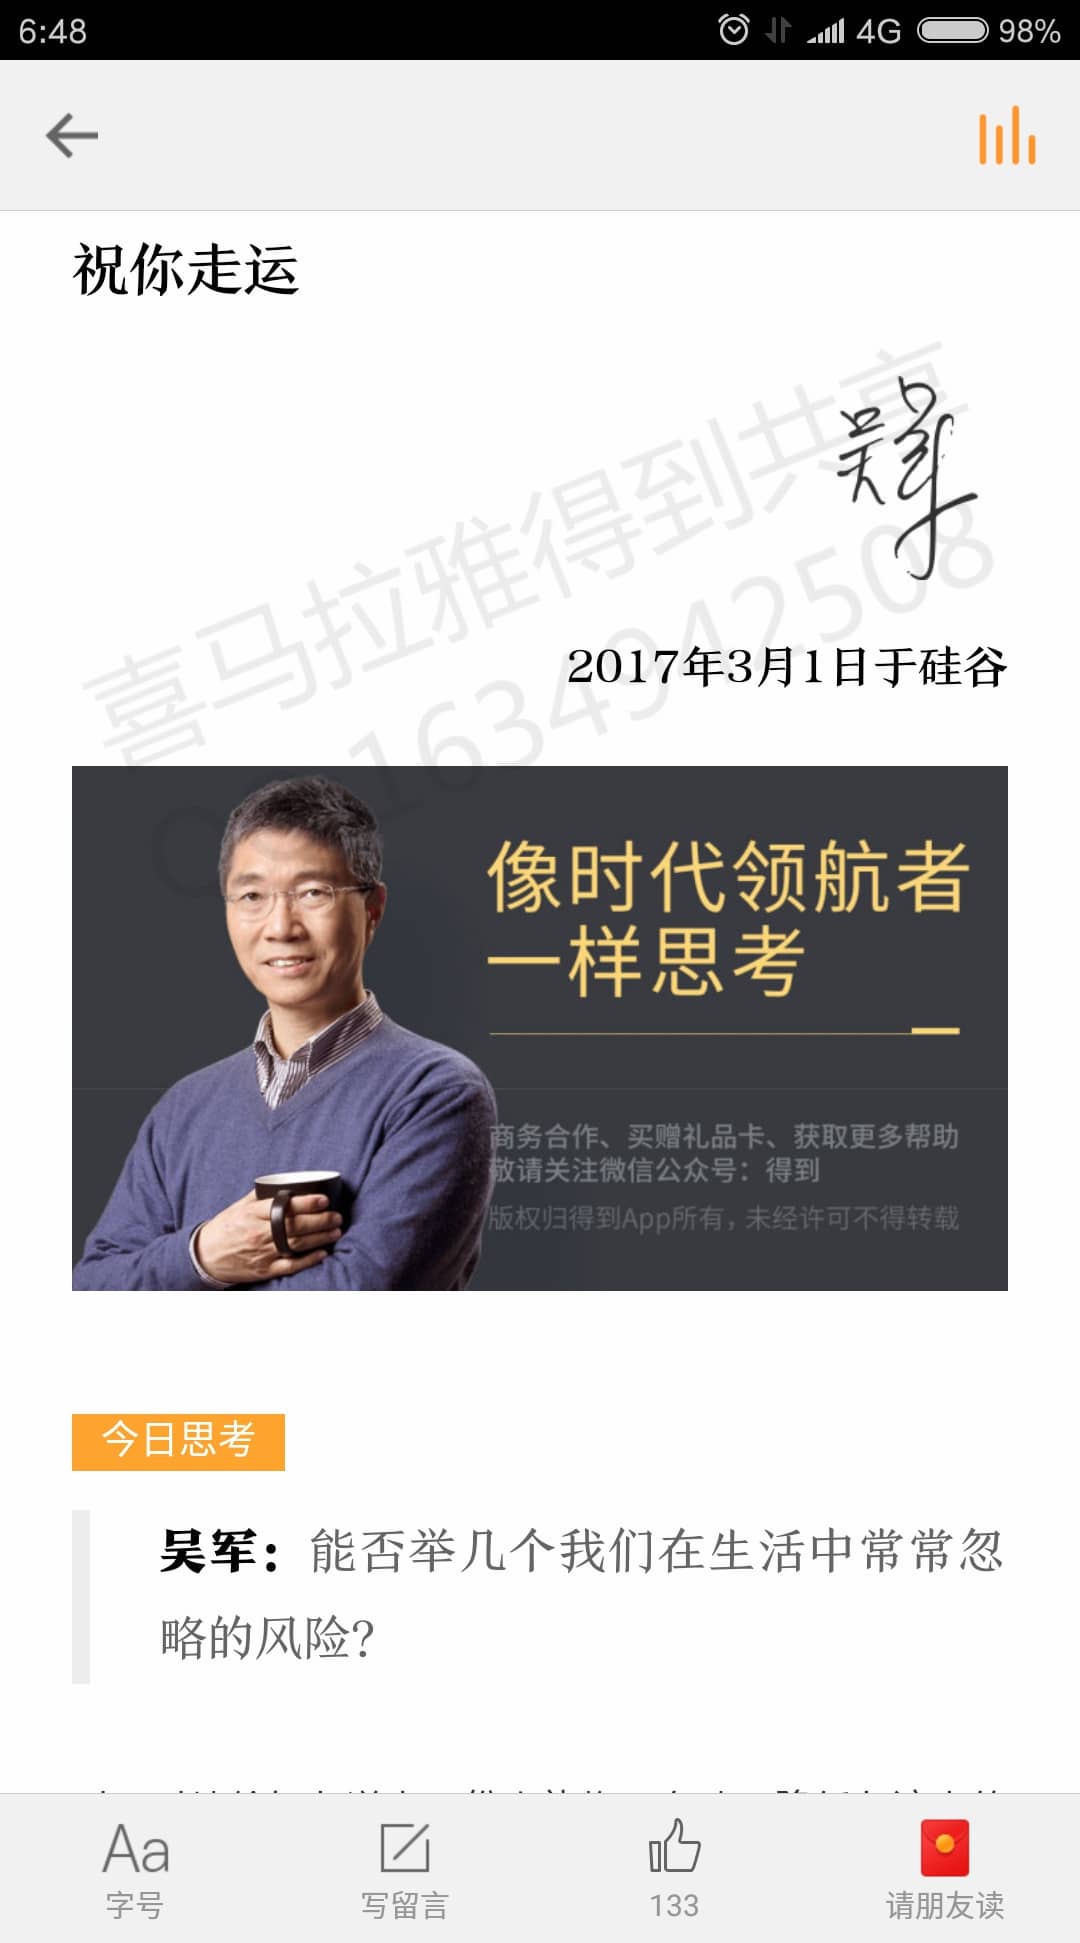 6:48
4G
98%
祝你走运
吴军
喜马拉雅得到共享
QQ 1634942508
2017年3月1日于硅谷
像时代领航者
一样思考
商务合作、买赠礼品卡、获取更多帮助
敬请关注微信公众号：得到
版权归得到App所有，未经许可不得转载
今日思考
吴军：能否举几个我们在生活中常常忽
略的风险？
Aa
字号
写留言
133
请朋友读